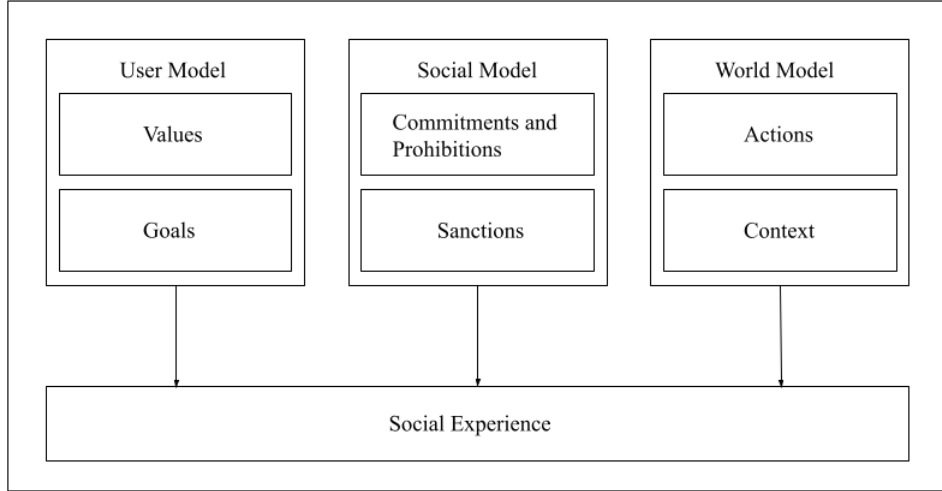 User Model
Values
Goals
Social Model
Commitments and
Prohibitions
Sanctions
World Model
Actions
Context
Social Experience